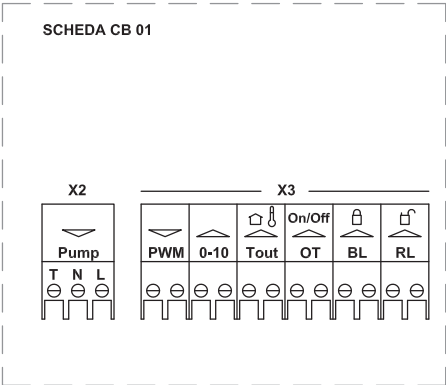 SCHEDA CB 01
X2 X3
On/Off
Pump PWM 0-10 Tout OT BL RL
T N L